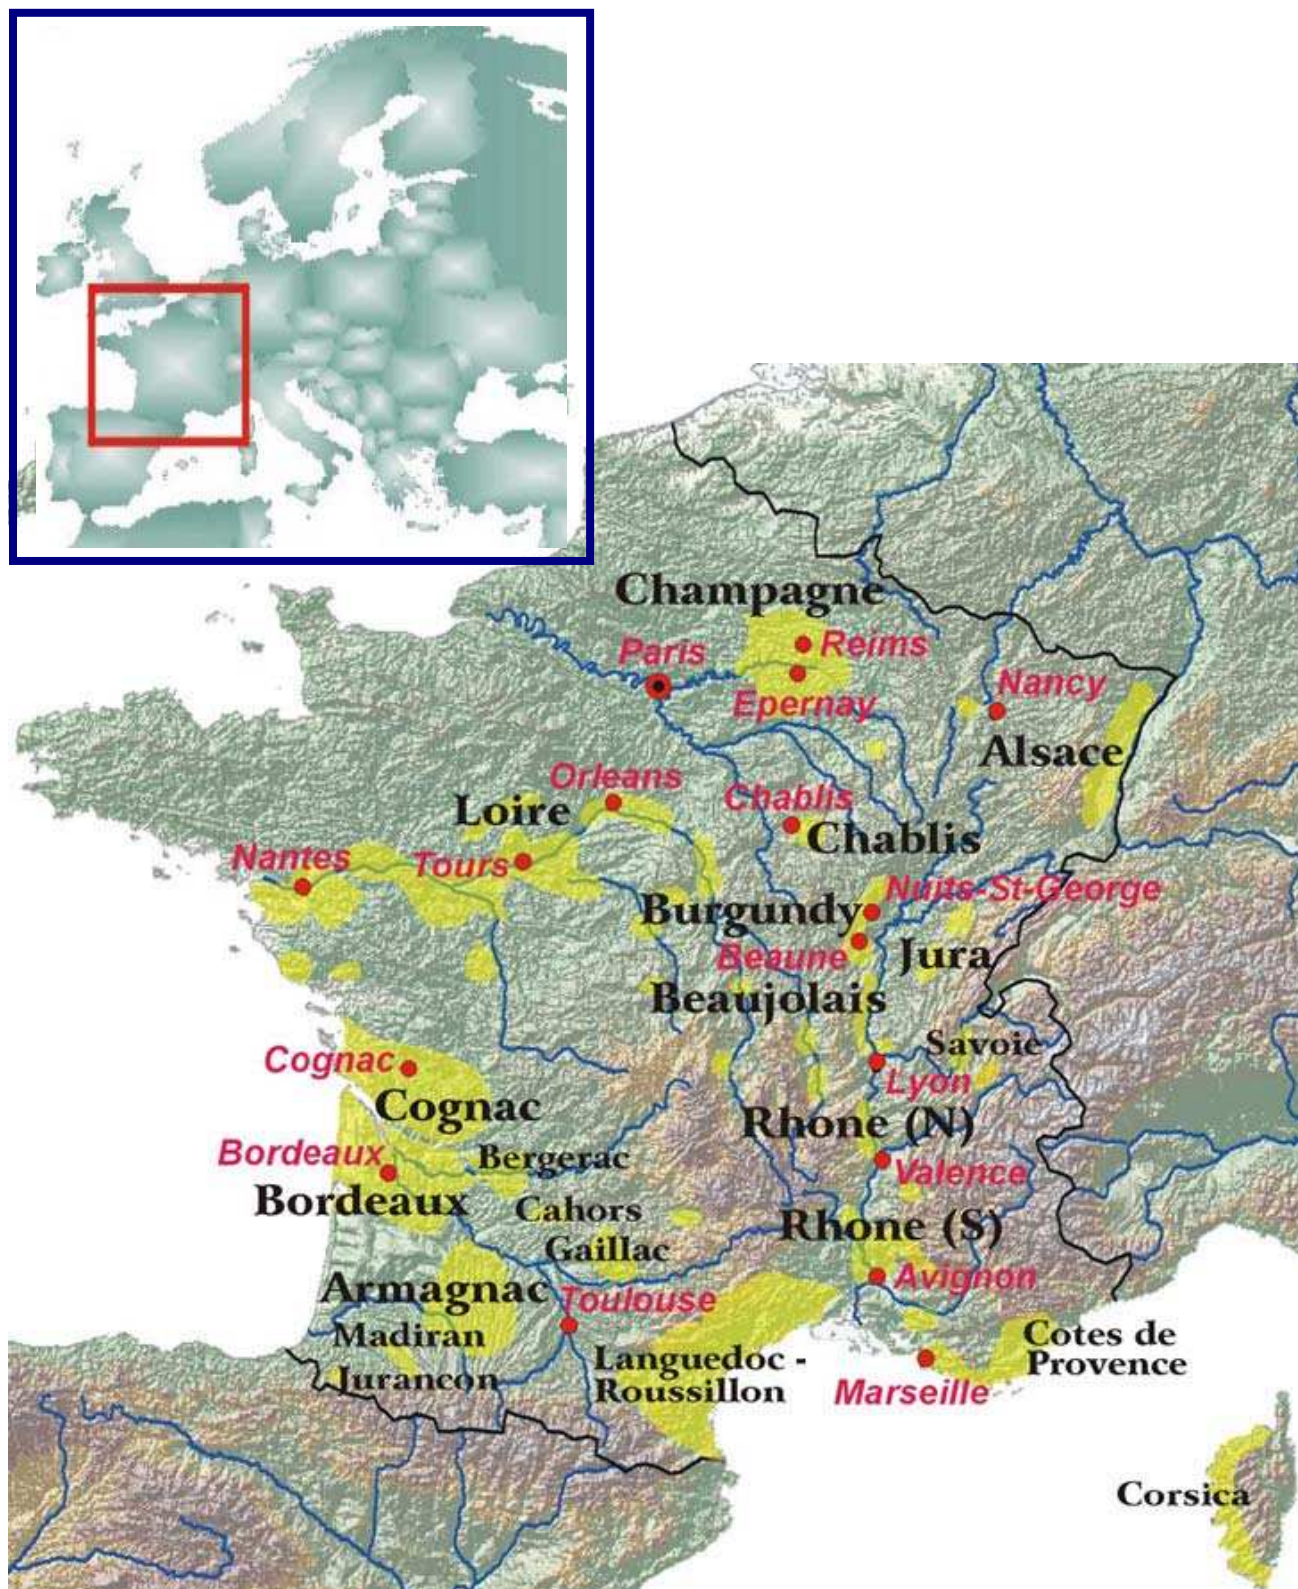 Champagne
Reims
Paris
Epernay
Nancy
Alsace
Orleans
Loire
Chablis
Chablis
Nantes
Tours
Nuits-St-George
Burgundy
Beaune
Jura
Beaujolais
Savoie
Cognac
Lyon
Cognac
Rhone (N)
Bordeaux
Bergerac
Valence
Bordeaux
Cahors
Rhone (S)
Gaillac
Avignon
Armagnac
Toulouse
Madiran
Cotes de
Provence
Languedoc -
Roussillon
Jurancon
Marseille
Corsica